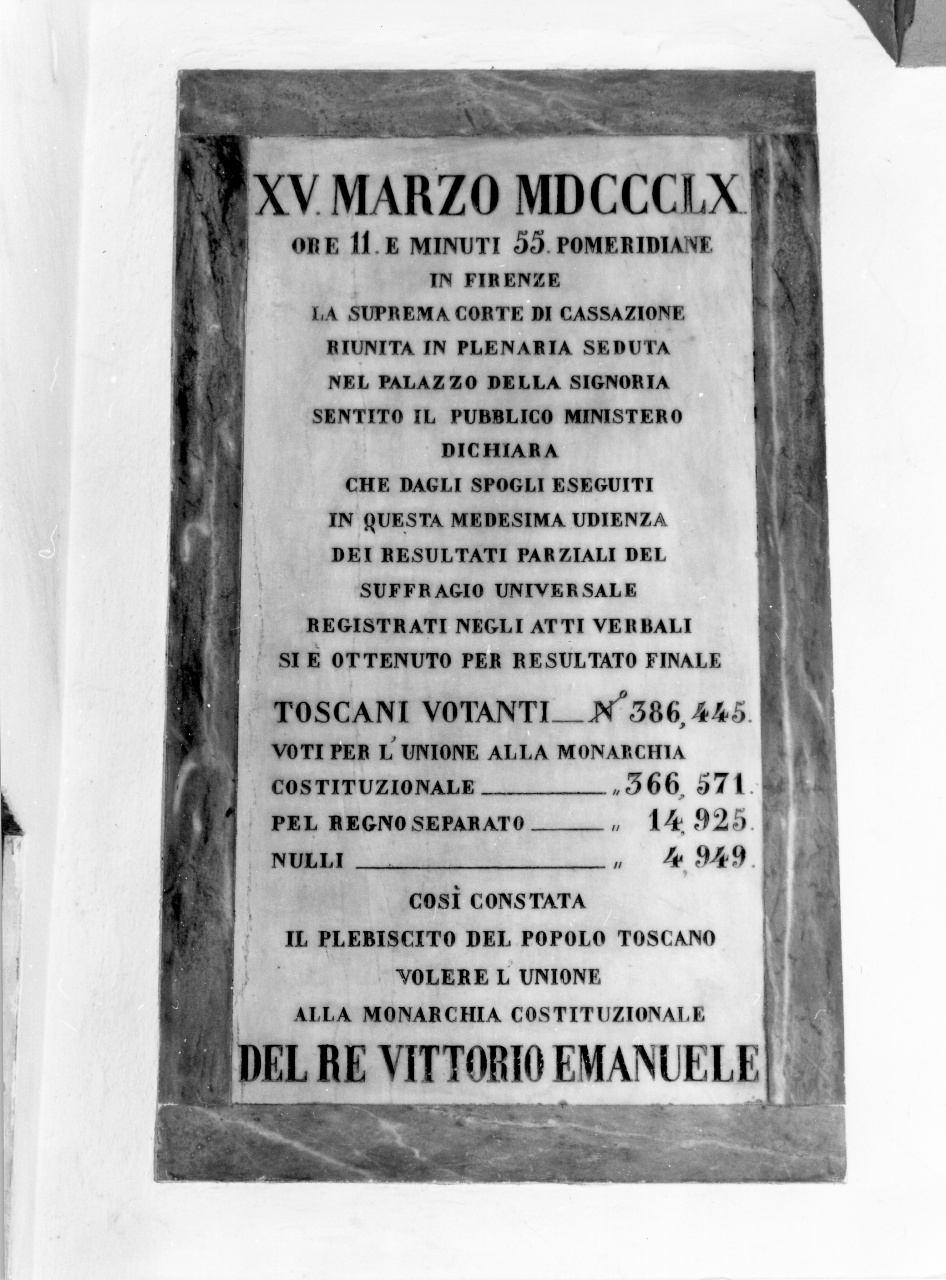 XV. MARZO MDCCCLX.
ORE 11. E MINUTI 55. POMERIDIANE
IN FIRENZE
LA SUPREMA CORTE DI CASSAZIONE
RIUNITA IN PLENARIA SEDUTA
NEL PALAZZO DELLA SIGNORIA
SENTITO IL PUBBLICO MINISTERO
DICHIARA
CHE DAGLI SPOGLI ESEGUITI
IN QUESTA MEDESIMA UDIENZA
DEI RESULTATI PARZIALI DEL
SUFFRAGIO UNIVERSALE
REGISTRATI NEGLI ATTI VERBALI
SI È OTTENUTO PER RESULTATO FINALE
TOSCANI VOTANTI __ N° 386,445.
VOTI PER L'UNIONE ALLA MONARCHIA
COSTITUZIONALE ________ „ 366,571.
PEL REGNO SEPARATO _____ „ 14,925.
NULLI ________________ „ 4,949.
COSÌ CONSTATA
IL PLEBISCITO DEL POPOLO TOSCANO
VOLERE L'UNIONE
ALLA MONARCHIA COSTITUZIONALE
DEL RE VITTORIO EMANUELE